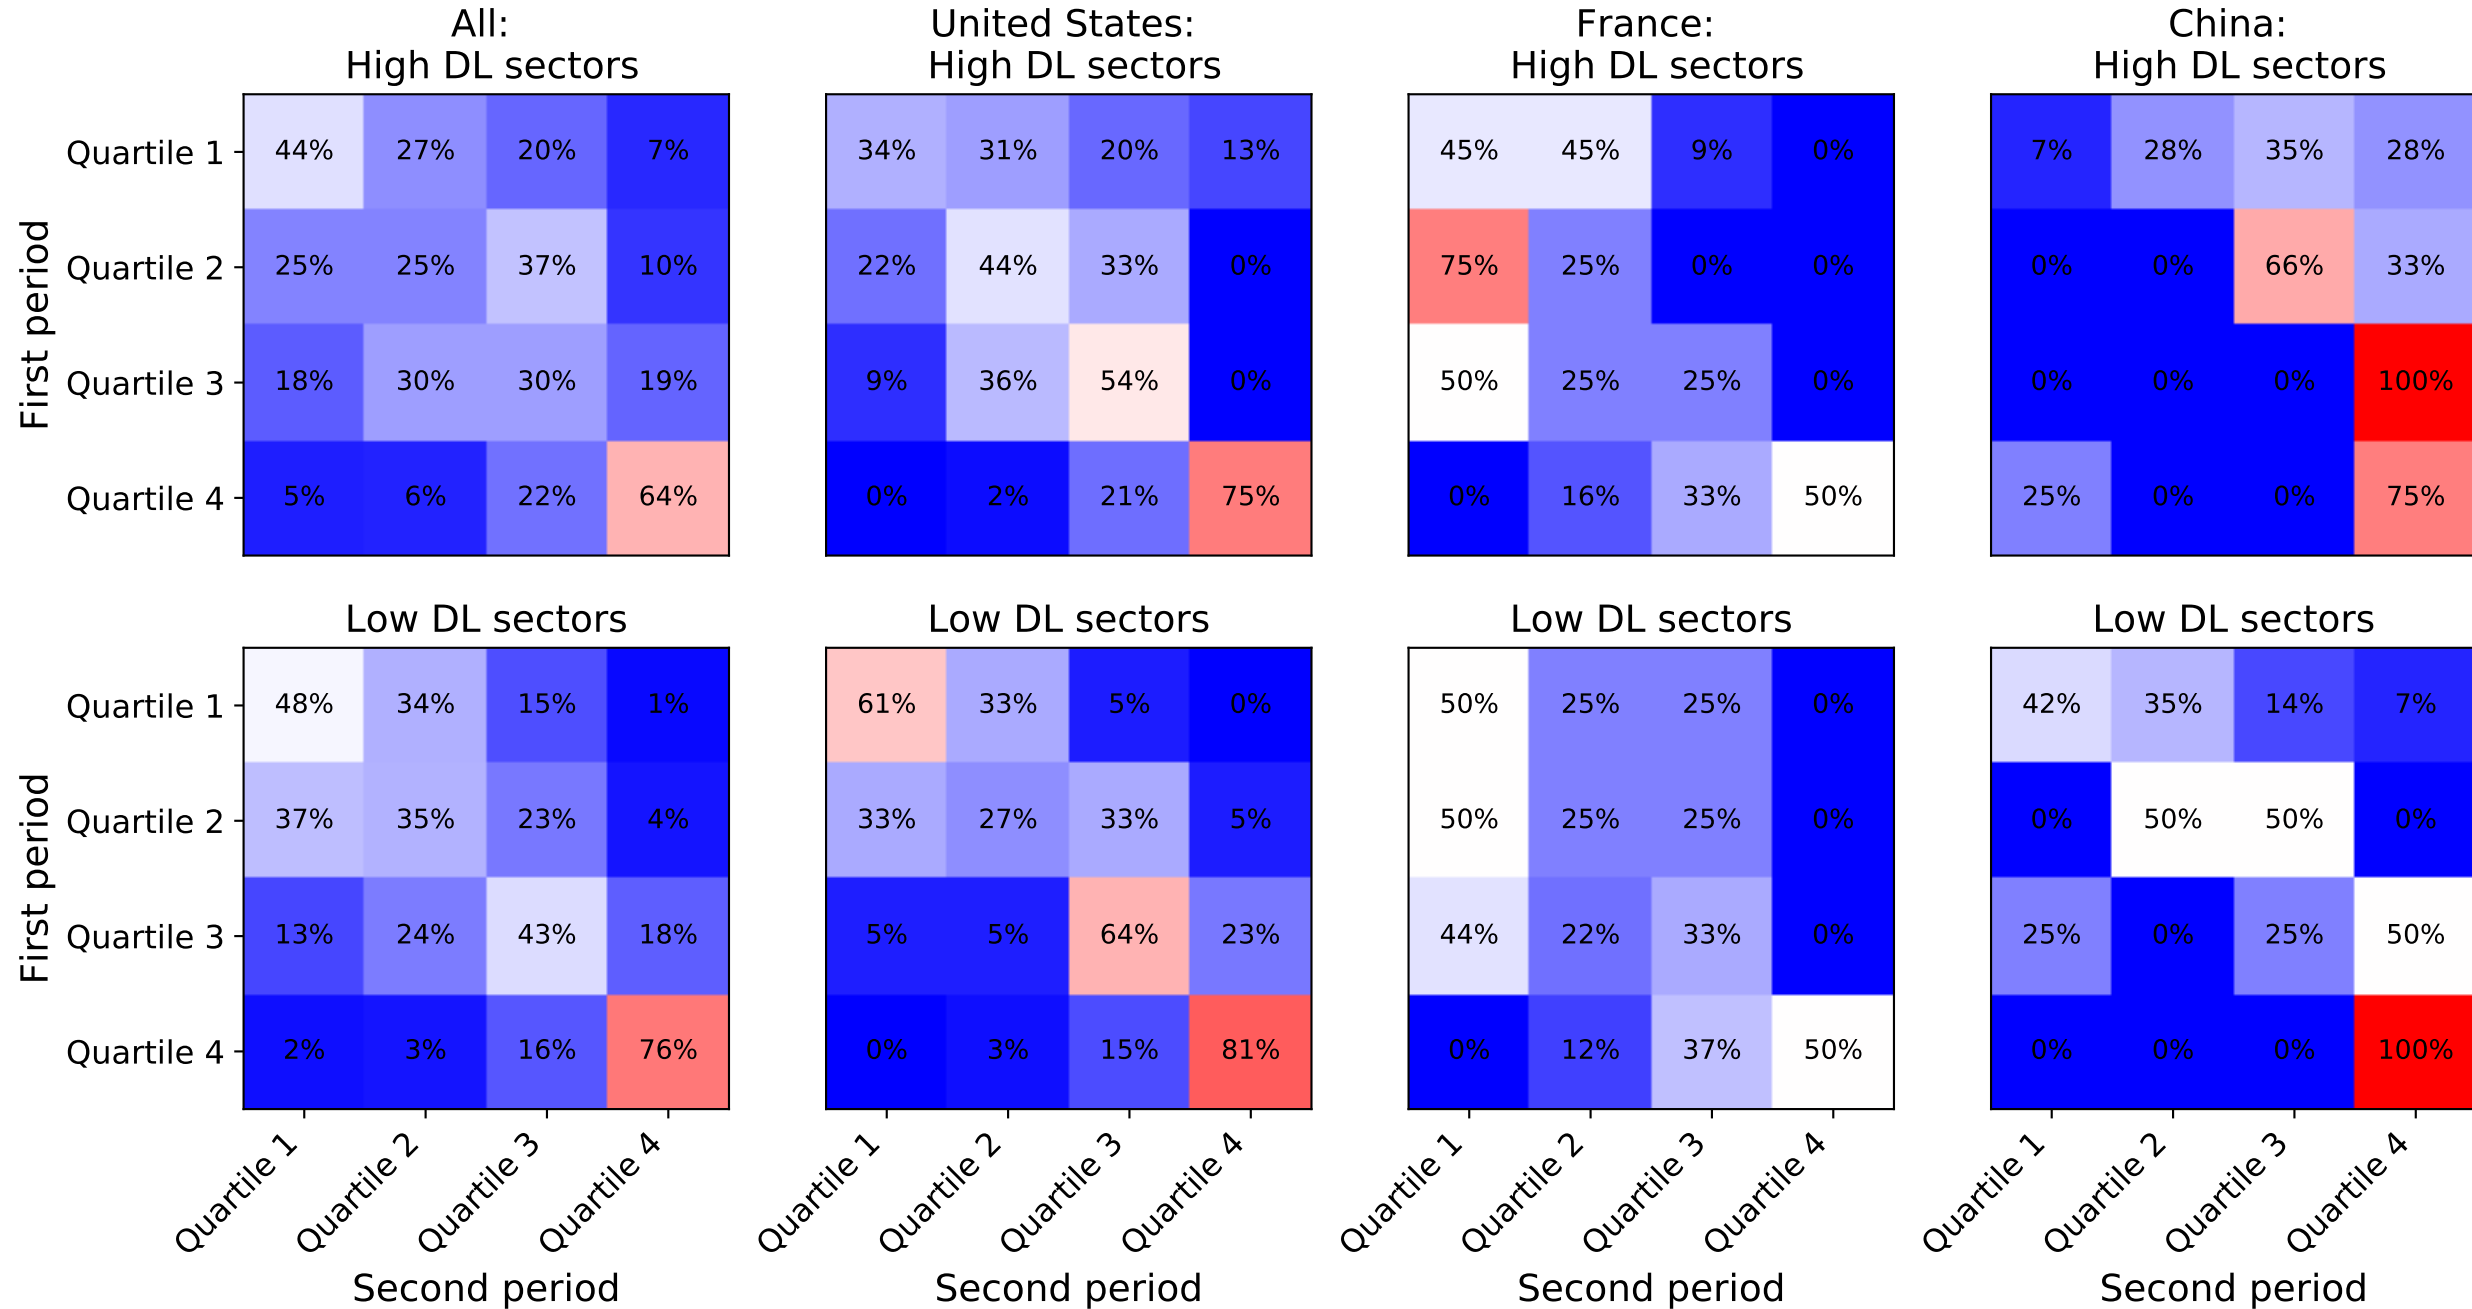 All:
High DL sectors
United States:
High DL sectors
France:
High DL sectors
China:
High DL sectors
First period
Quartile 1
44% 27% 20% 7%
34% 31% 20% 13%
45% 45% 9% 0%
7% 28% 35% 28%
Quartile 2
25% 25% 37% 10%
22% 44% 33% 0%
75% 25% 0% 0%
0% 0% 66% 33%
Quartile 3
18% 30% 30% 19%
9% 36% 54% 0%
50% 25% 25% 0%
0% 0% 0% 100%
Quartile 4
5% 6% 22% 64%
0% 2% 21% 75%
0% 16% 33% 50%
25% 0% 0% 75%
Low DL sectors
Low DL sectors
Low DL sectors
Low DL sectors
First period
Quartile 1
48% 34% 15% 1%
61% 33% 5% 0%
50% 25% 25% 0%
42% 35% 14% 7%
Quartile 2
37% 35% 23% 4%
33% 27% 33% 5%
50% 25% 25% 0%
0% 50% 50% 0%
Quartile 3
13% 24% 43% 18%
5% 5% 64% 23%
44% 22% 33% 0%
25% 0% 25% 50%
Quartile 4
2% 3% 16% 76%
0% 3% 15% 81%
0% 12% 37% 50%
0% 0% 0% 100%
Quartile 1
Quartile 2
Quartile 3
Quartile 4
Quartile 1
Quartile 2
Quartile 3
Quartile 4
Quartile 1
Quartile 2
Quartile 3
Quartile 4
Quartile 1
Quartile 2
Quartile 3
Quartile 4
Second period
Second period
Second period
Second period